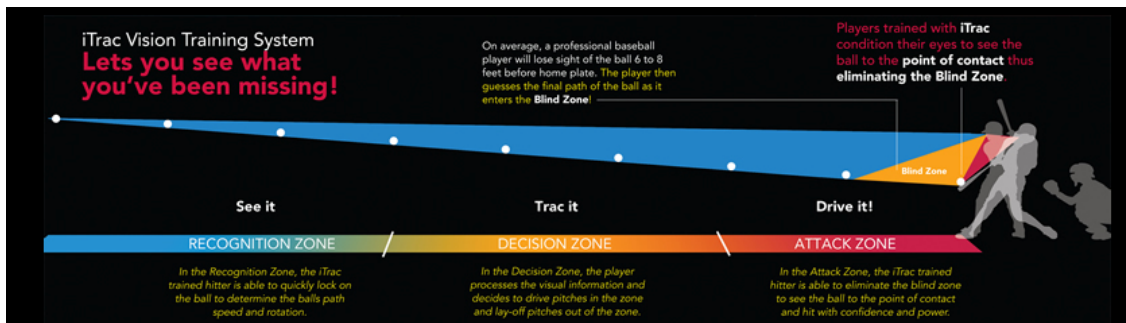 iTrac Vision Training System
Lets you see what
you've been missing!
On average, a professional baseball
player will lose sight of the ball 6 to 8
feet before home plate. The player then
guesses the final path of the ball as it
enters the Blind Zone!
Players trained with iTrac
condition their eyes to see the
ball to the point of contact thus
eliminating the Blind Zone.
Blind Zone
See it
Trac it
Drive it!
RECOGNITION ZONE
DECISION ZONE
ATTACK ZONE
In the Recognition Zone, the iTrac
trained hitter is able to quickly lock on
the ball to determine the balls path
speed and rotation.
In the Decision Zone, the player
processes the visual information and
decides to drive pitches in the zone
and lay-off pitches out of the zone.
In the Attack Zone, the iTrac trained
hitter is able to eliminate the blind zone
to see the ball to the point of contact
and hit with confidence and power.